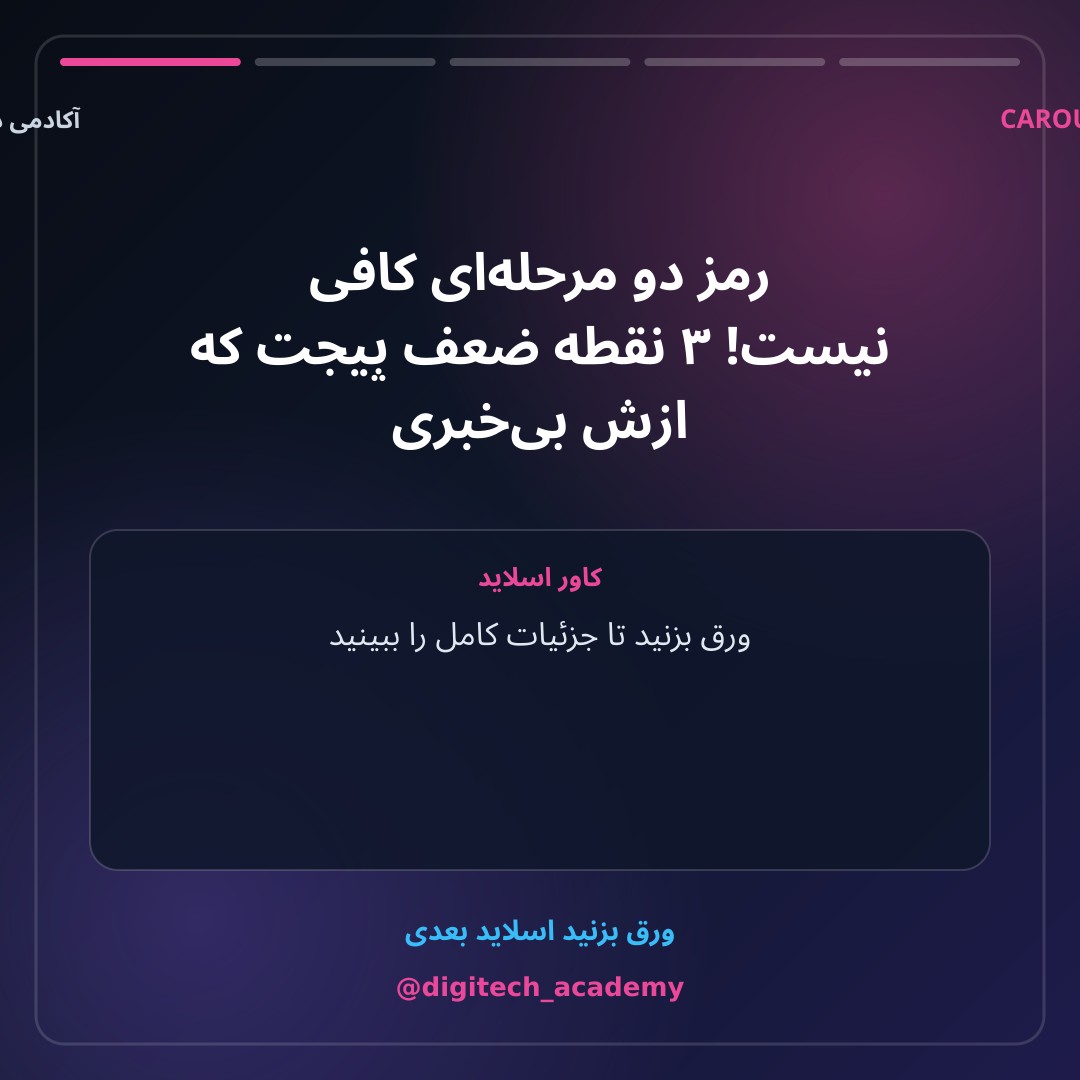 آکادمی
CAROU
رمز دو مرحله‌ای کافی
نیست! ۳ نقطه ضعف پیجت که
ازش بی‌خبری
کاور اسلاید
ورق بزنید تا جزئیات کامل را ببینید
ورق بزنید اسلاید بعدی
@digitech_academy